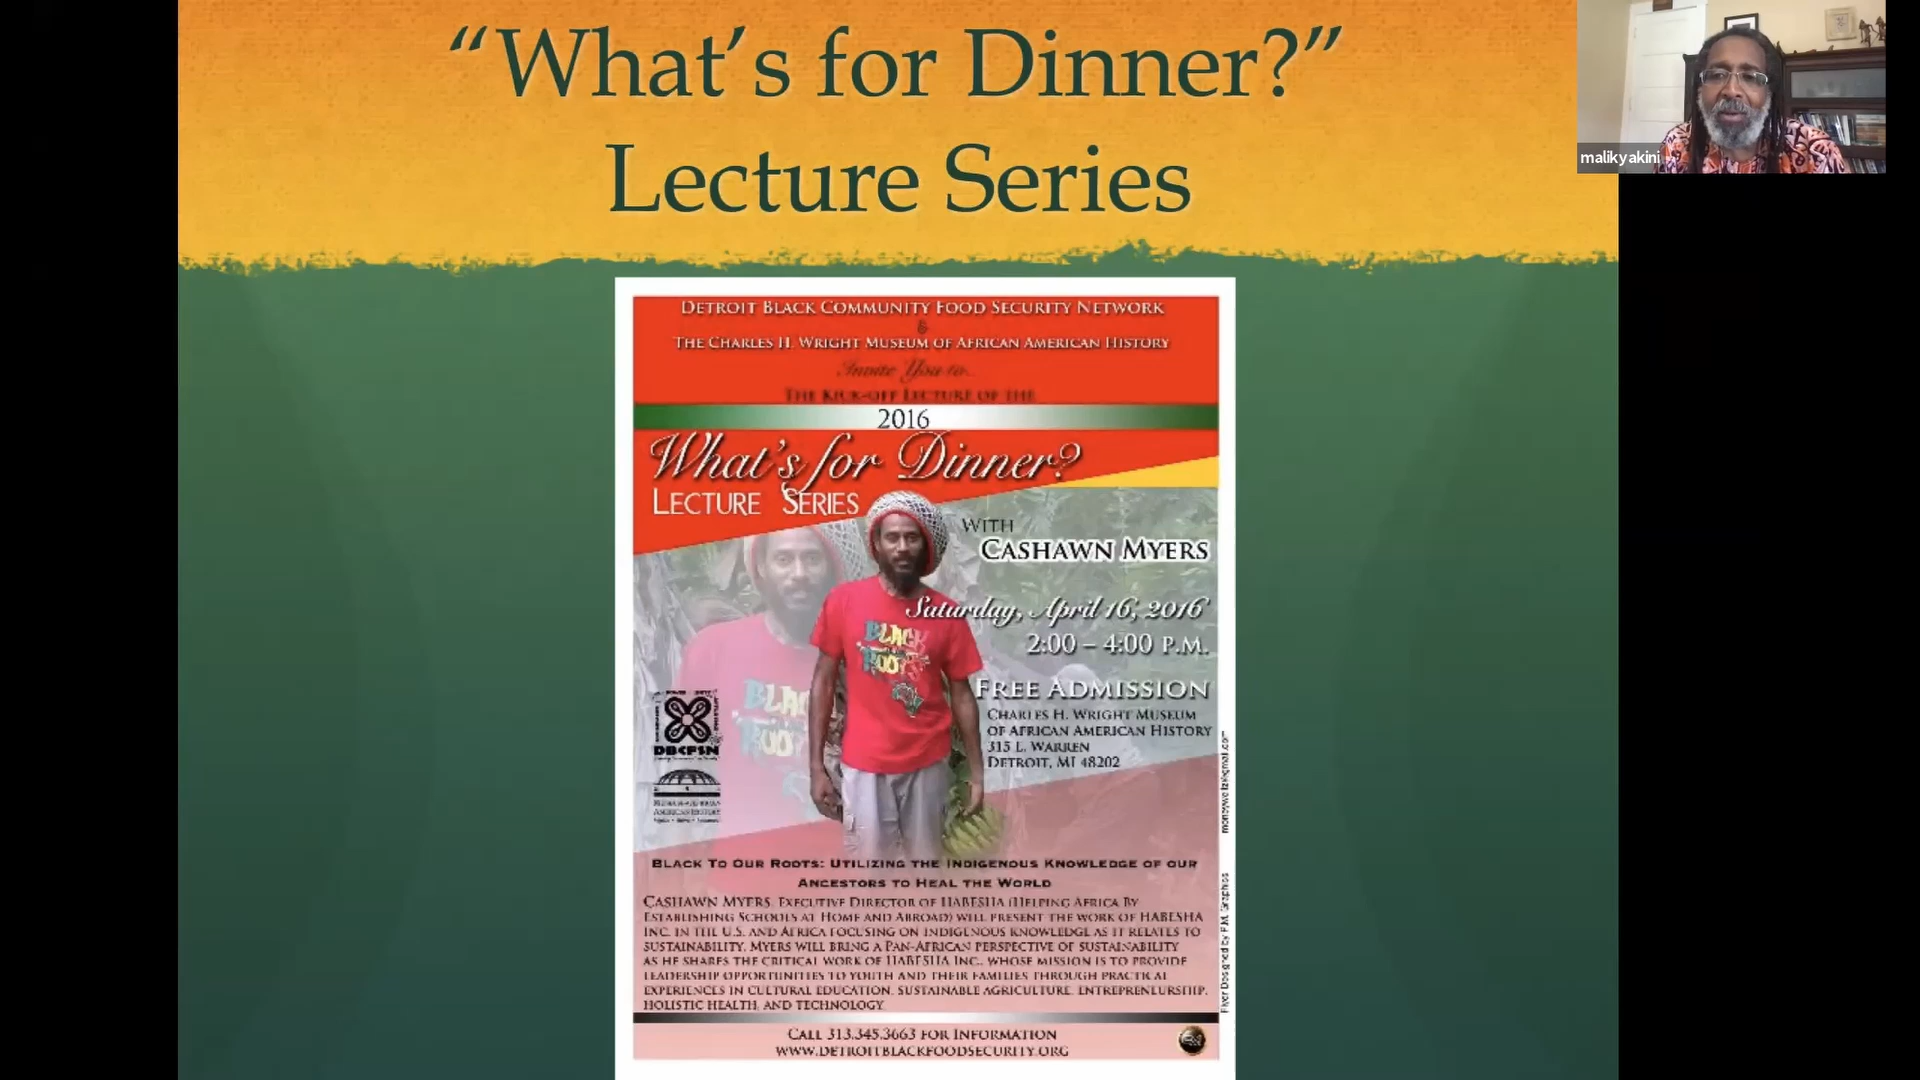 “What’s for Dinner?”
Lecture Series
malikyakini
DETROIT BLACK COMMUNITY FOOD SECURITY NETWORK
&
THE CHARLES H. WRIGHT MUSEUM OF AFRICAN AMERICAN HISTORY
Invite You to...
THE KICK-OFF LECTURE OF THE
2016
What's for Dinner?
LECTURE SERIES
WITH
CASHAWN MYERS
Saturday, April 16, 2016
2:00 – 4:00 P.M.
FREE ADMISSION
CHARLES H. WRIGHT MUSEUM
OF AFRICAN AMERICAN HISTORY
315 E. WARREN
DETROIT, MI 48202
BLACK
ROOTS
DBCFSN
AMERICAN HISTORY
BLACK TO OUR ROOTS: UTILIZING THE INDIGENOUS KNOWLEDGE OF OUR
ANCESTORS TO HEAL THE WORLD
CASHAWN MYERS, EXECUTIVE DIRECTOR OF HABESHA (HELPING AFRICA BY
ESTABLISHING SCHOOLS AT HOME AND ABROAD) WILL PRESENT THE WORK OF HABESHA
INC. IN THE U.S. AND AFRICA FOCUSING ON INDIGENOUS KNOWLEDGE AS IT RELATES TO
SUSTAINABILITY. MYERS WILL BRING A PAN-AFRICAN PERSPECTIVE OF SUSTAINABILITY
AS HE SHARES THE CRITICAL WORK OF HABESHA INC., WHOSE MISSION IS TO PROVIDE
LEADERSHIP OPPORTUNITIES TO YOUTH AND THEIR FAMILIES THROUGH PRACTICAL
EXPERIENCES IN CULTURAL EDUCATION, SUSTAINABLE AGRICULTURE, ENTREPRENEURSHIP,
HOLISTIC HEALTH, AND TECHNOLOGY.
CALL 313.345.3663 FOR INFORMATION
WWW.DETROITBLACKFOODSECURITY.ORG
Flyer Designed by P.M. Graphics